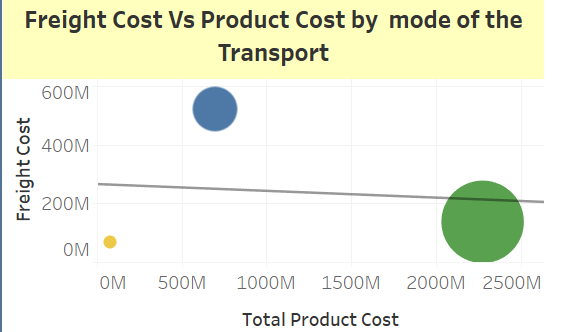 Freight Cost Vs Product Cost by mode of the
Transport
600M
400M
200M
0M
Freight Cost
0M 500M 1000M 1500M 2000M 2500M
Total Product Cost